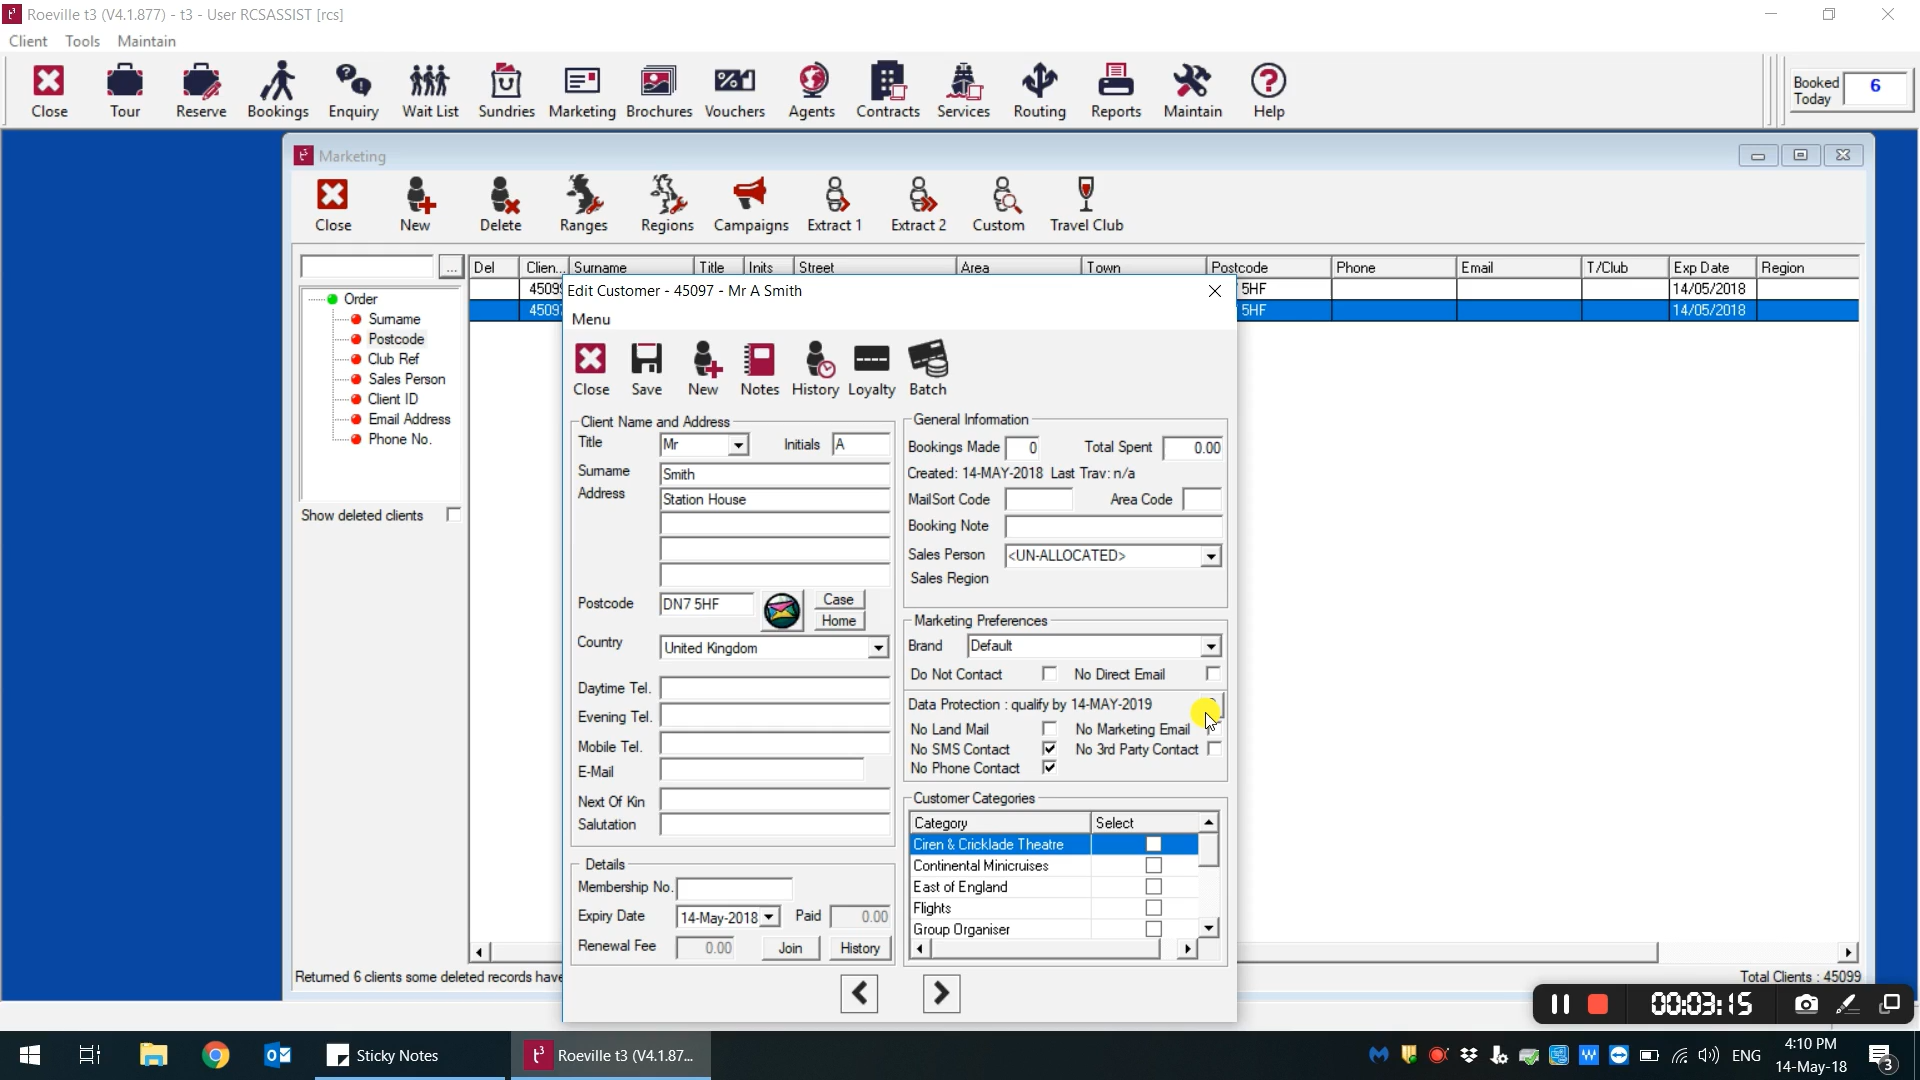 Roeville t3 (V4.1.877) - t3 - User RCSASSIST [rcs]
Client Tools Maintain
Close Tour Reserve Bookings Enquiry Wait List Sundries Marketing Brochures Vouchers Agents Contracts Services Routing Reports Maintain Help
Booked Today 6
Marketing
Close New Delete Ranges Regions Campaigns Extract 1 Extract 2 Custom Travel Club
...
Order
Surname
Postcode
Club Ref
Sales Person
Client ID
Email Address
Phone No.
Show deleted clients
Del Clien... Surname Title Inits Street Area Town Postcode Phone Email T/Club Exp Date Region
4509 5HF 14/05/2018
4509 5HF 14/05/2018
Edit Customer - 45097 - Mr A Smith
Menu
Close Save New Notes History Loyalty Batch
Client Name and Address
Title Mr Initials A
Surname Smith
Address Station House
Postcode DN7 5HF Case
Home
Country United Kingdom
Daytime Tel.
Evening Tel.
Mobile Tel.
E-Mail
Next Of Kin
Salutation
Details
Membership No.
Expiry Date 14-May-2018 Paid 0.00
Renewal Fee 0.00 Join History
General Information
Bookings Made 0 Total Spent 0.00
Created: 14-MAY-2018 Last Trav: n/a
MailSort Code Area Code
Booking Note
Sales Person <UN-ALLOCATED>
Sales Region
Marketing Preferences
Brand Default
Do Not Contact No Direct Email
Data Protection : qualify by 14-MAY-2019
No Land Mail No Marketing Email
No SMS Contact No 3rd Party Contact
No Phone Contact
Customer Categories
Category Select
Ciren & Cricklade Theatre
Continental Minicruises
East of England
Flights
Group Organiser
Returned 6 clients some deleted records have
Total Clients : 45099
00:03:15
Sticky Notes
Roeville t3 (V4.1.87...
ENG
4:10 PM
14-May-18
3